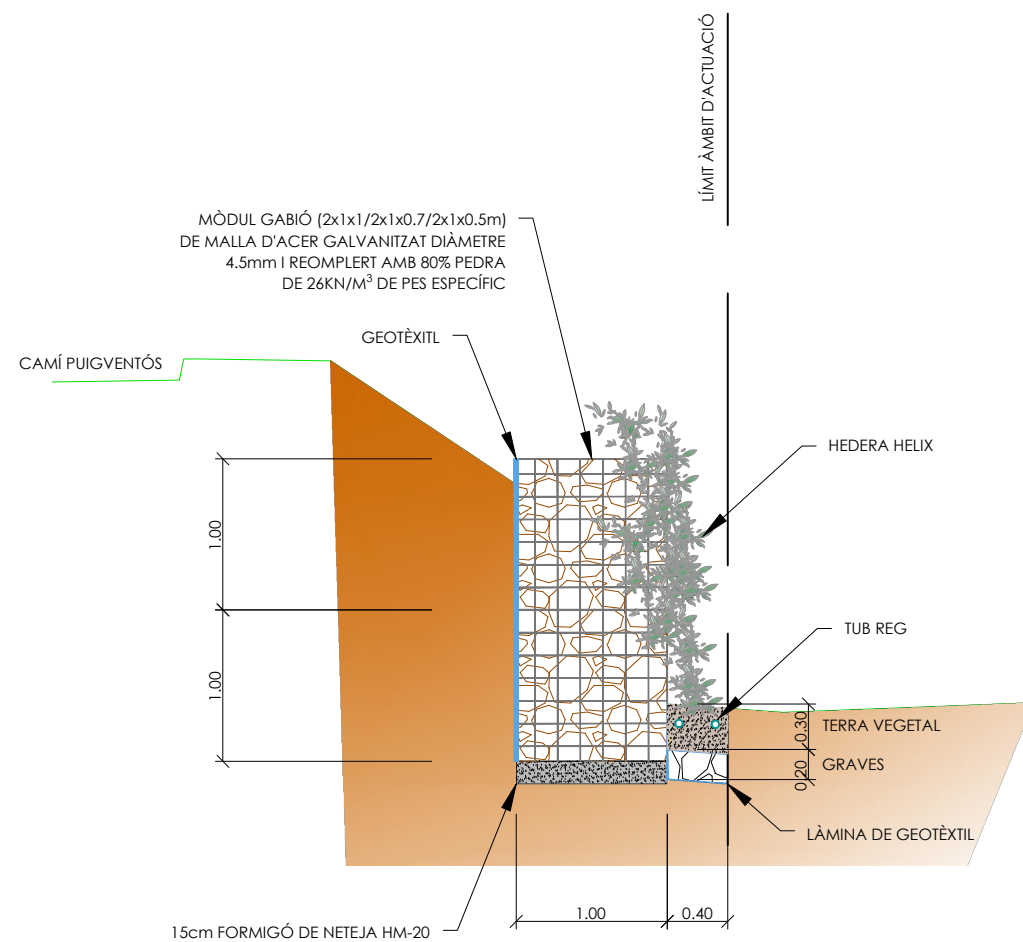 LÍMIT ÀMBIT D'ACTUACIÓ
MÒDUL GABIÓ (2x1x1/2x1x0.7/2x1x0.5m)
DE MALLA D'ACER GALVANITZAT DIÀMETRE
4.5mm I REOMPLERT AMB 80% PEDRA
DE 26KN/M³ DE PES ESPECÍFIC
GEOTÈXITL
CAMÍ PUIGVENTÓS
HEDERA HELIX
1.00
TUB REG
1.00
0.30
TERRA VEGETAL
0.20
GRAVES
LÀMINA DE GEOTÈXTIL
1.00
0.40
15cm FORMIGÓ DE NETEJA HM-20